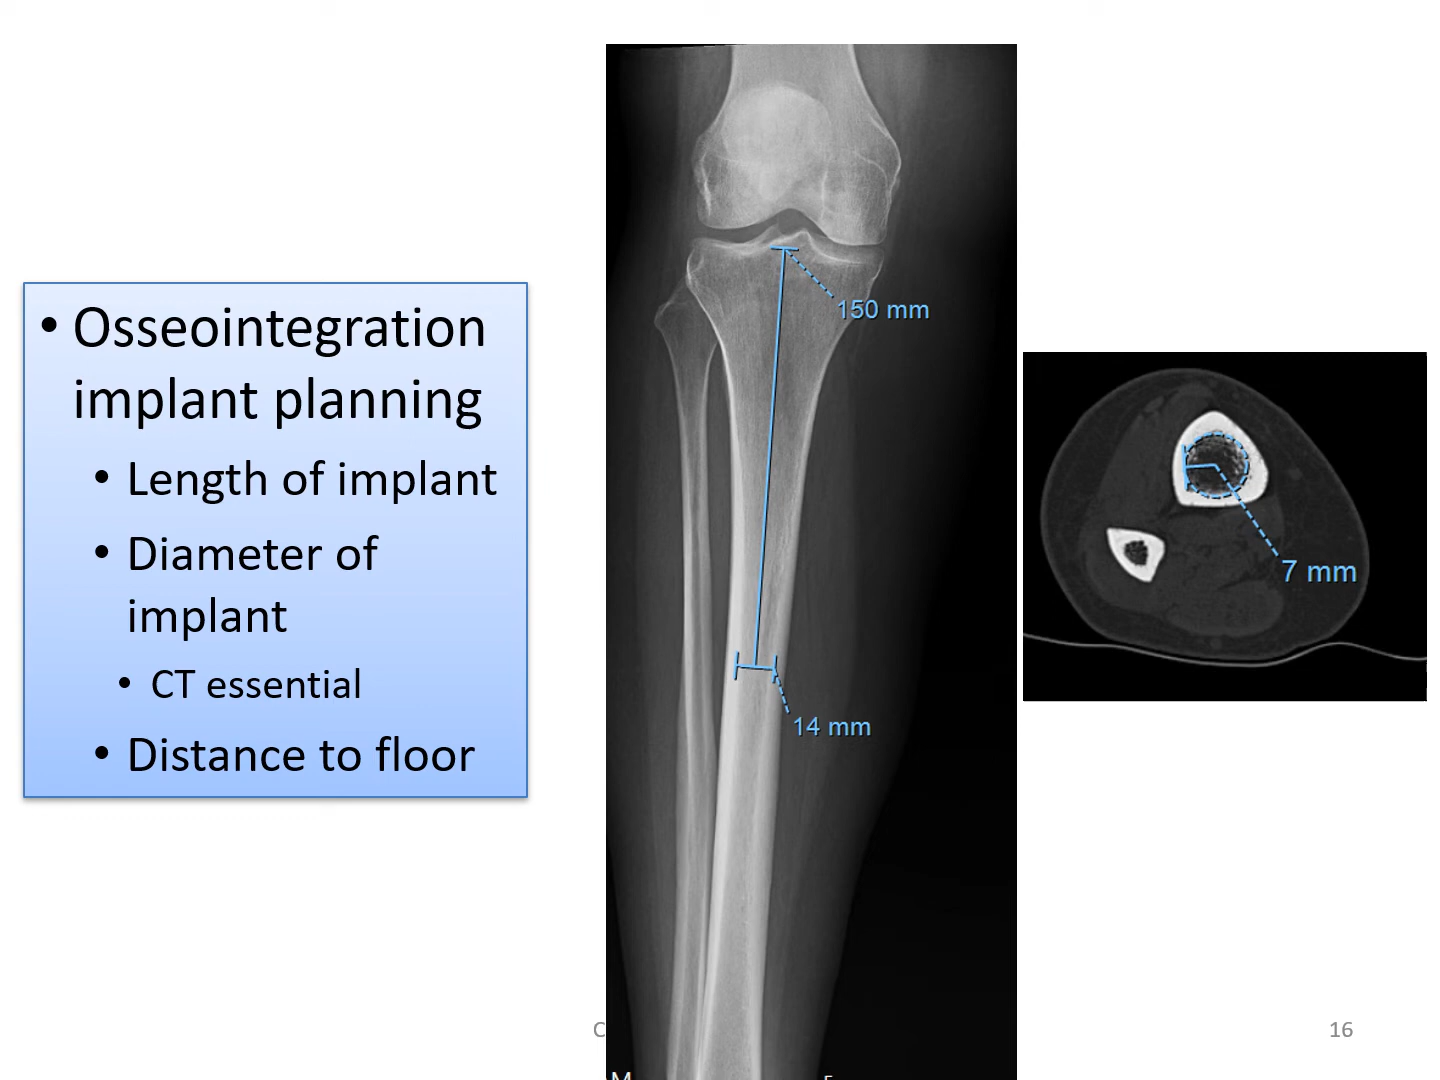 • Osseointegration
implant planning
• Length of implant
• Diameter of
implant
• CT essential
• Distance to floor
150 mm
14 mm
7 mm
C
16
M